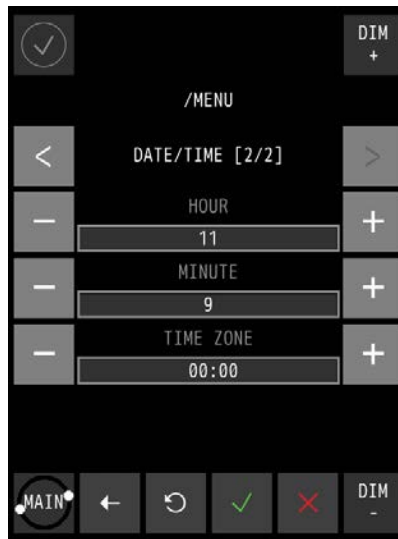 DIM
+
/MENU
< DATE/TIME [2/2] >
HOUR
− 11 +
MINUTE
− 9 +
TIME ZONE
− 00:00 +
MAIN
DIM
-